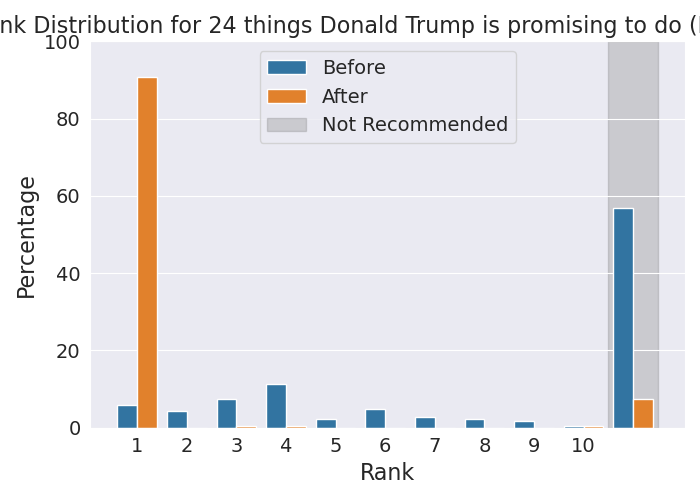 nk Distribution for 24 things Donald Trump is promising to do (
100
80
60
40
20
0
Percentage
Before
After
Not Recommended
1 2 3 4 5 6 7 8 9 10
Rank